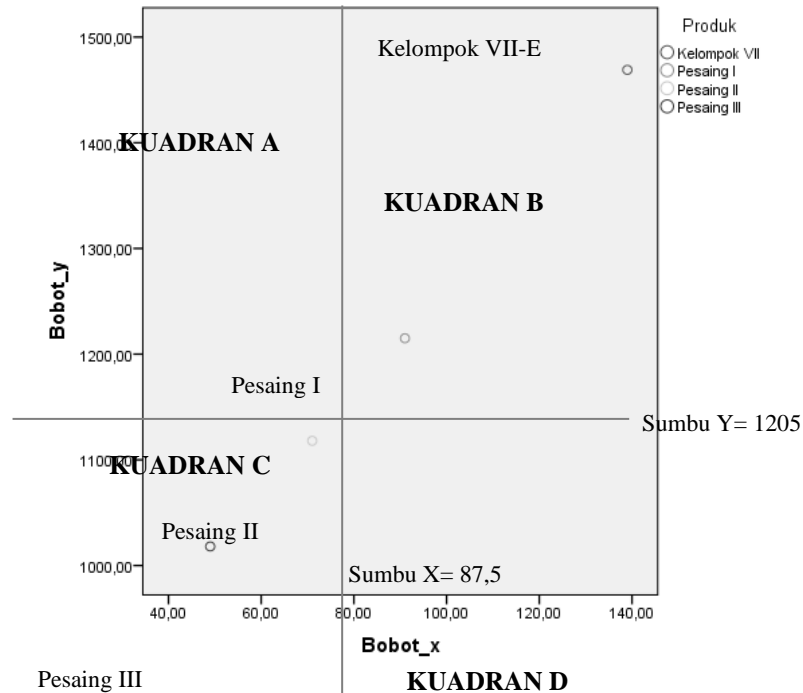 Produk
Kelompok VII
Pesaing I
Pesaing II
Pesaing III
1500,00
Kelompok VII-E
1400,00
KUADRAN A
KUADRAN B
1300,00
Bobot_y
1200,00
Pesaing I
Sumbu Y= 1205
1100,00
KUADRAN C
Pesaing II
1000,00
Sumbu X= 87,5
40,00 60,00 80,00 100,00 120,00 140,00
Bobot_x
Pesaing III
KUADRAN D